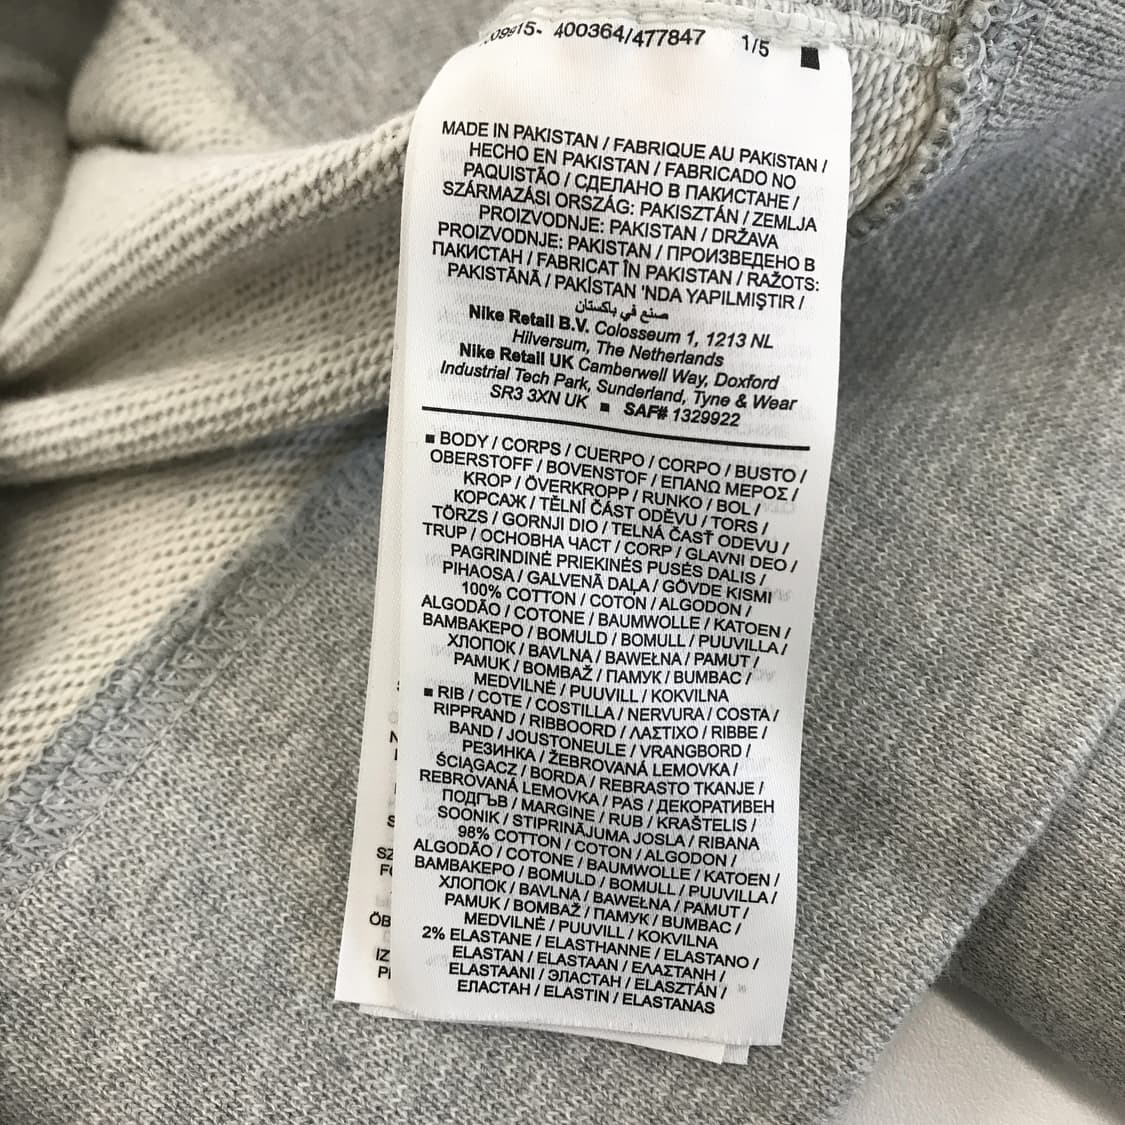 400364/477847 1/5
MADE IN PAKISTAN / FABRIQUE AU PAKISTAN /
HECHO EN PAKISTAN / FABRICADO NO
PAQUISTÃO / СДЕЛАНО В ПАКИСТАНЕ /
SZÁRMAZÁSI ORSZÁG: PAKISZTÁN / ZEMLJA
PROIZVODNJE: PAKISTAN / DRŽAVA
PROIZVODNJE: PAKISTAN / ПРОИЗВЕДЕНО В
ПАКИСТАН / FABRICAT ÎN PAKISTAN / RAŽOTS:
PAKISTĀNĀ / PAKİSTAN 'NDA YAPILMIŞTIR /
صنع في باكستان
Nike Retail B.V. Colosseum 1, 1213 NL
Hilversum, The Netherlands
Nike Retail UK Camberwell Way, Doxford
Industrial Tech Park, Sunderland, Tyne & Wear
SR3 3XN UK ■ SAF# 1329922
■ BODY / CORPS / CUERPO / CORPO / BUSTO /
OBERSTOFF / BOVENSTOF / ΕΠΑΝΩ ΜΕΡΟΣ /
KROP / ÖVERKROPP / RUNKO / BOL /
КОРСАЖ / TĚLNÍ ČÁST ODĚVU / TORS /
TÖRZS / GORNJI DIO / TELNÁ ČASŤ ODEVU /
TRUP / ОСНОВНА ЧАСТ / CORP / GLAVNI DEO /
PAGRINDINĖ PRIEKINĖS PUSĖS DALIS /
PIHAOSA / GALVENĀ DAĻA / GÖVDE KISMI
100% COTTON / COTON / ALGODON /
ALGODÃO / COTONE / BAUMWOLLE / KATOEN /
ΒΑΜΒΑΚΕΡΟ / BOMULD / BOMULL / PUUVILLA /
ХЛОПОК / BAVLNA / BAWEŁNA / PAMUT /
PAMUK / BOMBAŽ / ПАМУК / BUMBAC /
MEDVILNĖ / PUUVILL / KOKVILNA
■ RIB / COTE / COSTILLA / NERVURA / COSTA /
RIPPRAND / RIBBOORD / ΛΑΣΤΙΧΟ / RIBBE /
BAND / JOUSTONEULE / VRANGBORD /
РЕЗИНКА / ŽEBROVANÁ LEMOVKA /
ŚCIĄGACZ / BORDA / REBRASTO TKANJE /
REBROVANÁ LEMOVKA / PAS / ДЕКОРАТИВЕН
ПОДГЪВ / MARGINE / RUB / KRAŠTELIS /
SOONIK / STIPRINĀJUMA JOSLA / RIBANA
98% COTTON / COTON / ALGODON /
ALGODÃO / COTONE / BAUMWOLLE / KATOEN /
ΒΑΜΒΑΚΕΡΟ / BOMULD / BOMULL / PUUVILLA /
ХЛОПОК / BAVLNA / BAWEŁNA / PAMUT /
PAMUK / BOMBAŽ / ПАМУК / BUMBAC /
MEDVILNĖ / PUUVILL / KOKVILNA
2% ELASTANE / ELASTHANNE / ELASTANO /
ELASTAN / ELASTAAN / ΕΛΑΣΤΑΝΗ /
ELASTAANI / ЭЛАСТАН / ELASZTÁN /
ЕЛАСТАН / ELASTIN / ELASTANAS